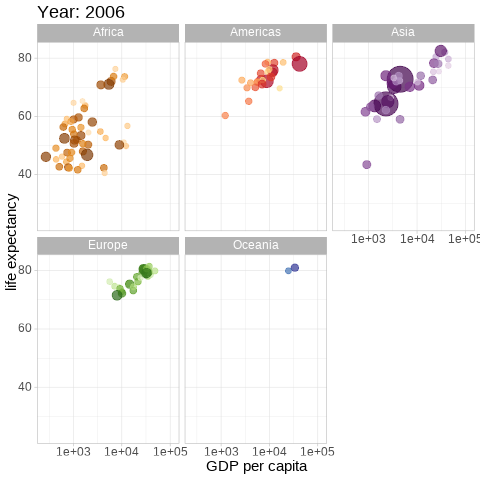 Year: 2006
Africa Americas Asia
80
60
40
1e+03 1e+04 1e+05
life expectancy
Europe Oceania
80
60
40
1e+03 1e+04 1e+05 1e+03 1e+04 1e+05
GDP per capita